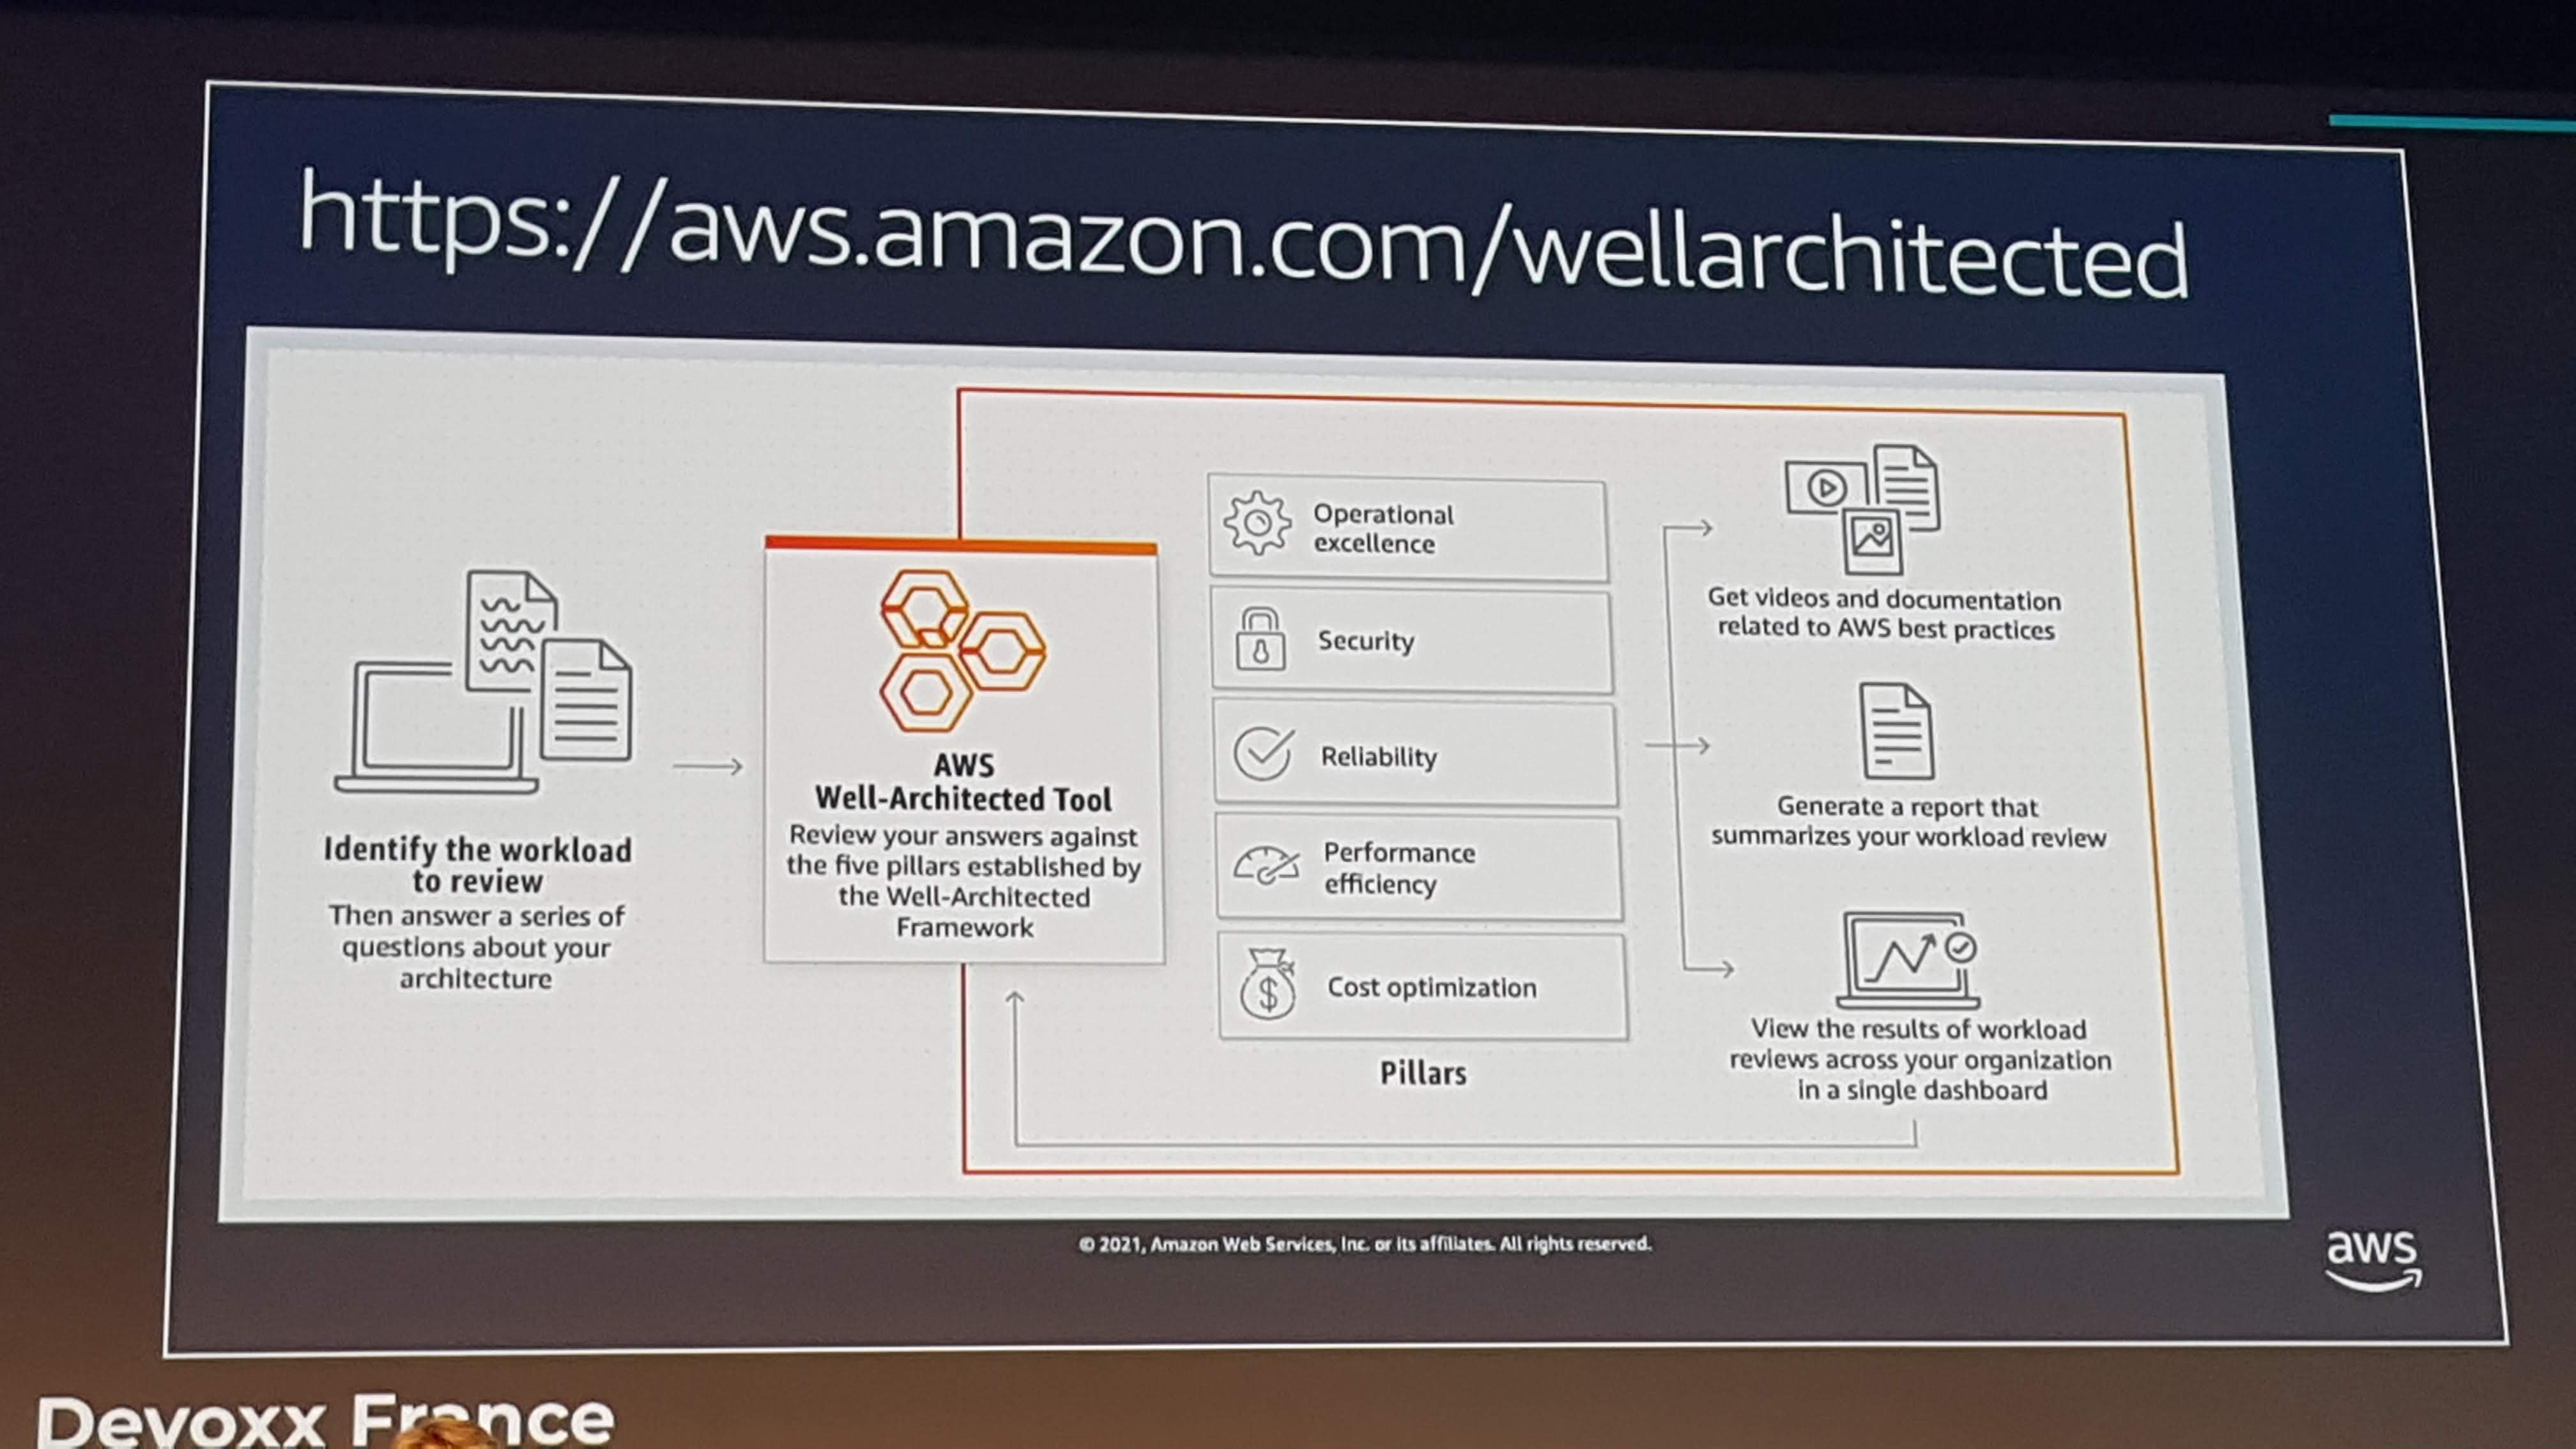 https://aws.amazon.com/wellarchitected
Identify the workload
to review
Then answer a series of
questions about your
architecture
AWS
Well-Architected Tool
Review your answers against
the five pillars established by
the Well-Architected
Framework
Operational
excellence
Security
Reliability
Performance
efficiency
$
Cost optimization
Pillars
Get videos and documentation
related to AWS best practices
Generate a report that
summarizes your workload review
View the results of workload
reviews across your organization
in a single dashboard
© 2021, Amazon Web Services, Inc. or its affiliates. All rights reserved.
aws
Devoxx France